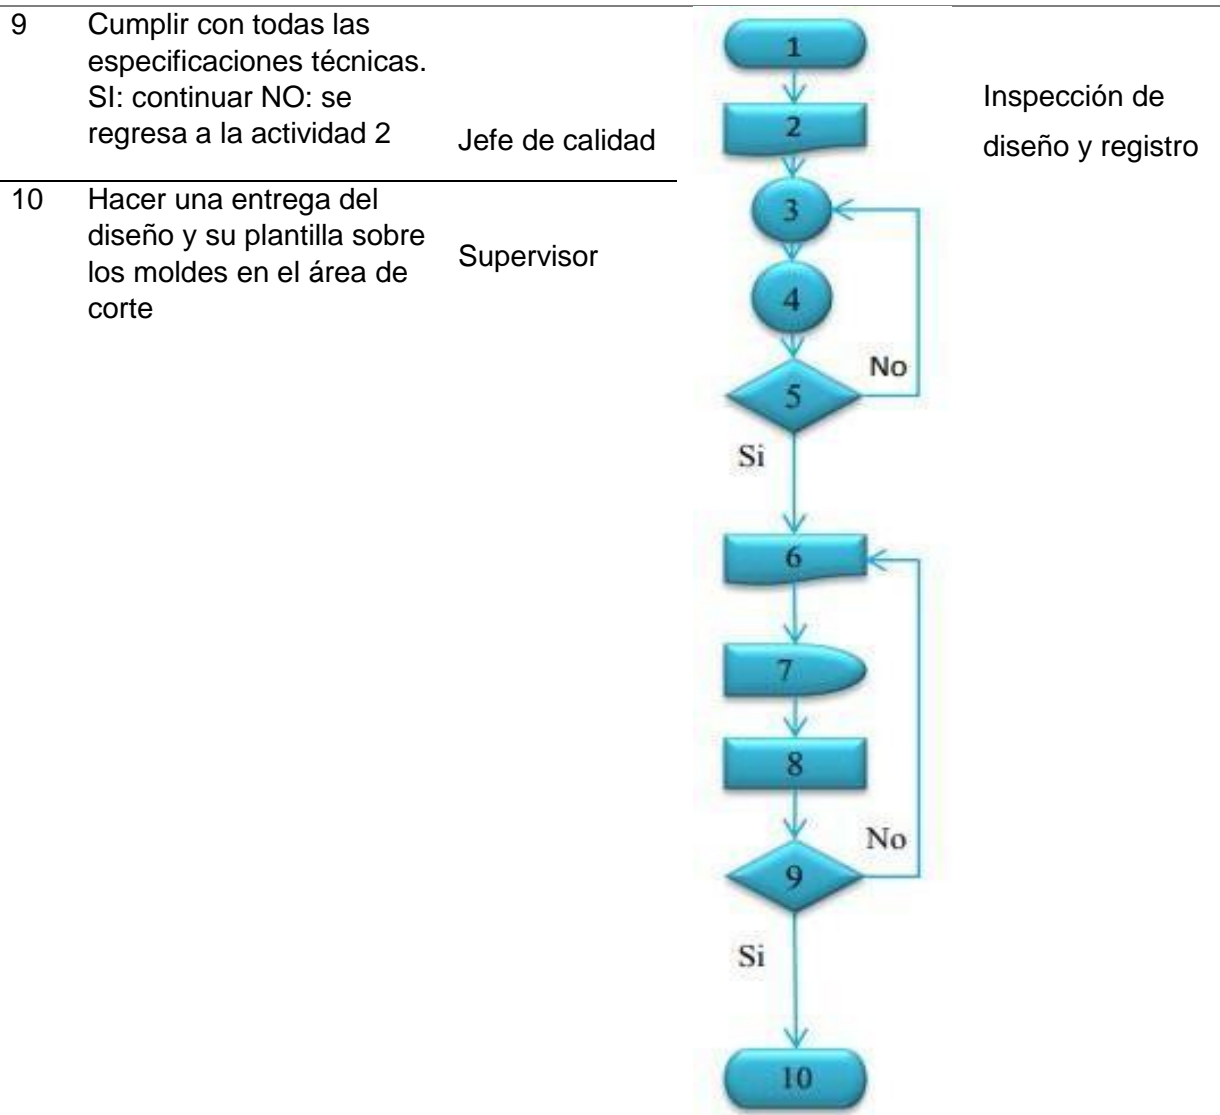 9
Cumplir con todas las
especificaciones técnicas.
SI: continuar NO: se
regresa a la actividad 2
Jefe de calidad
10
Hacer una entrega del
diseño y su plantilla sobre
los moldes en el área de
corte
Supervisor
1
2
3
4
No
5
Si
6
7
8
No
9
Si
10
Inspección de
diseño y registro